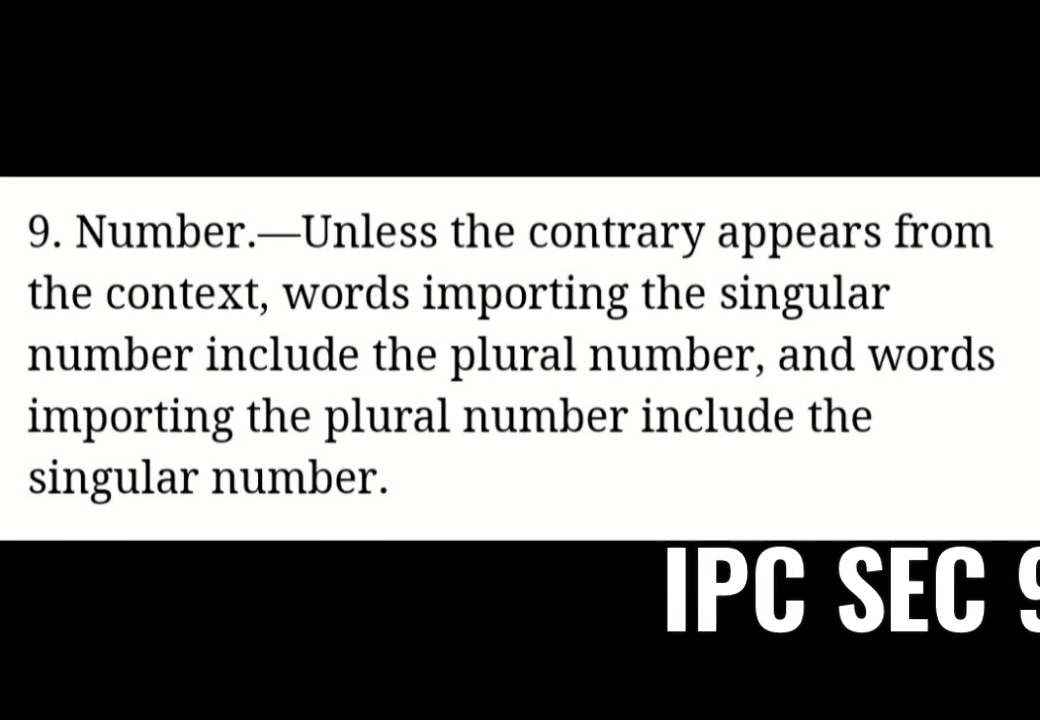 9. Number.—Unless the contrary appears from
the context, words importing the singular
number include the plural number, and words
importing the plural number include the
singular number.
IPC SEC 9